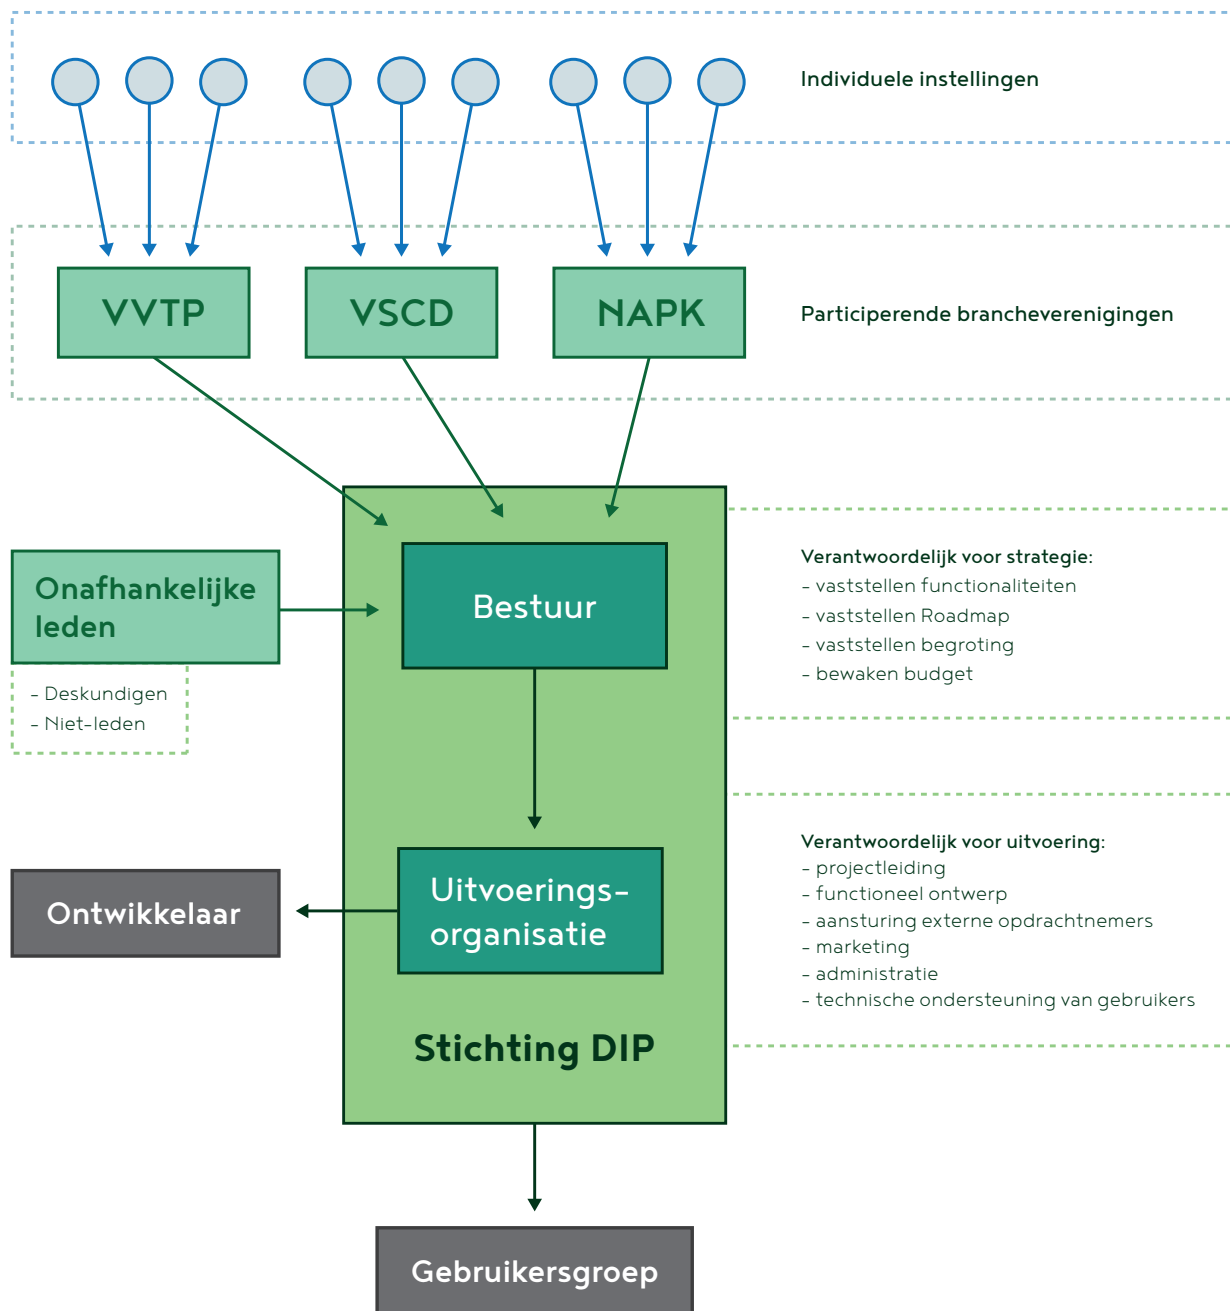 Individuele instellingen
VVTP
VSCD
NAPK
Participerende brancheverenigingen
Onafhankelijke
leden
- Deskundigen
- Niet-leden
Bestuur
Verantwoordelijk voor strategie:
- vaststellen functionaliteiten
- vaststellen Roadmap
- vaststellen begroting
- bewaken budget
Ontwikkelaar
Uitvoerings-
organisatie
Verantwoordelijk voor uitvoering:
- projectleiding
- functioneel ontwerp
- aansturing externe opdrachtnemers
- marketing
- administratie
- technische ondersteuning van gebruikers
Stichting DIP
Gebruikersgroep